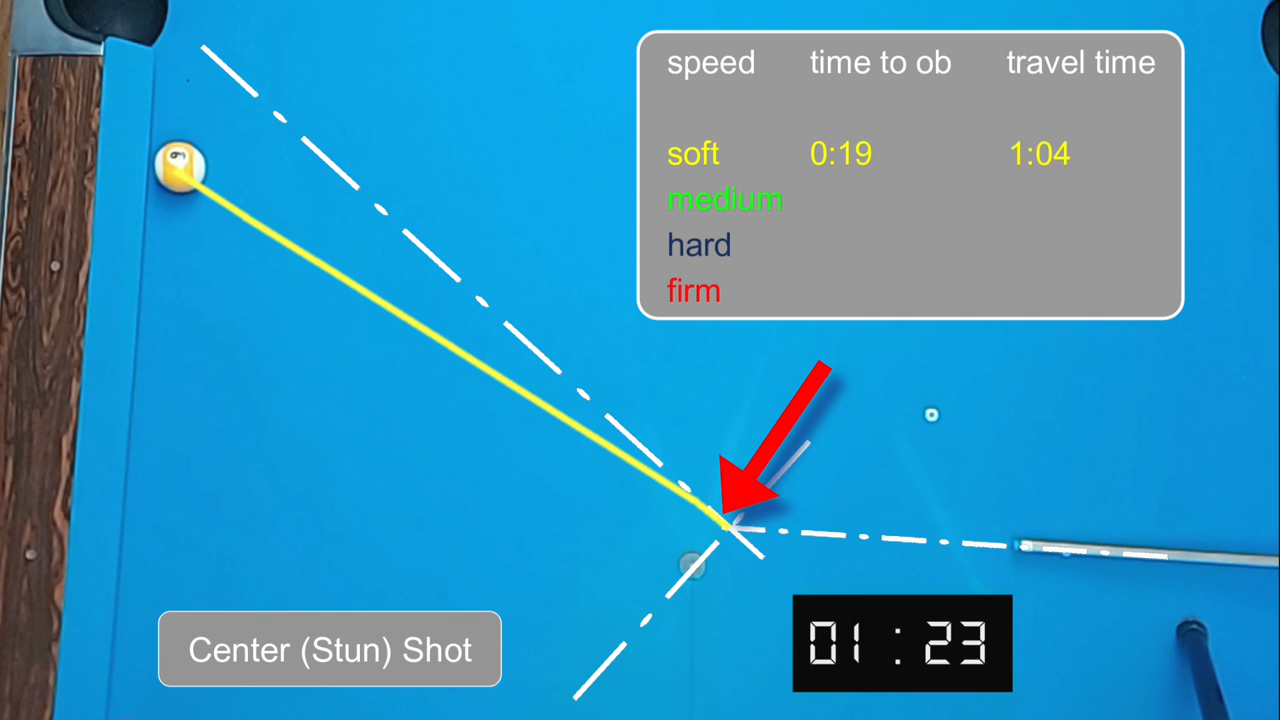 speed time to ob travel time
soft 0:19 1:04
medium
hard
firm
9
Center (Stun) Shot
01 : 23